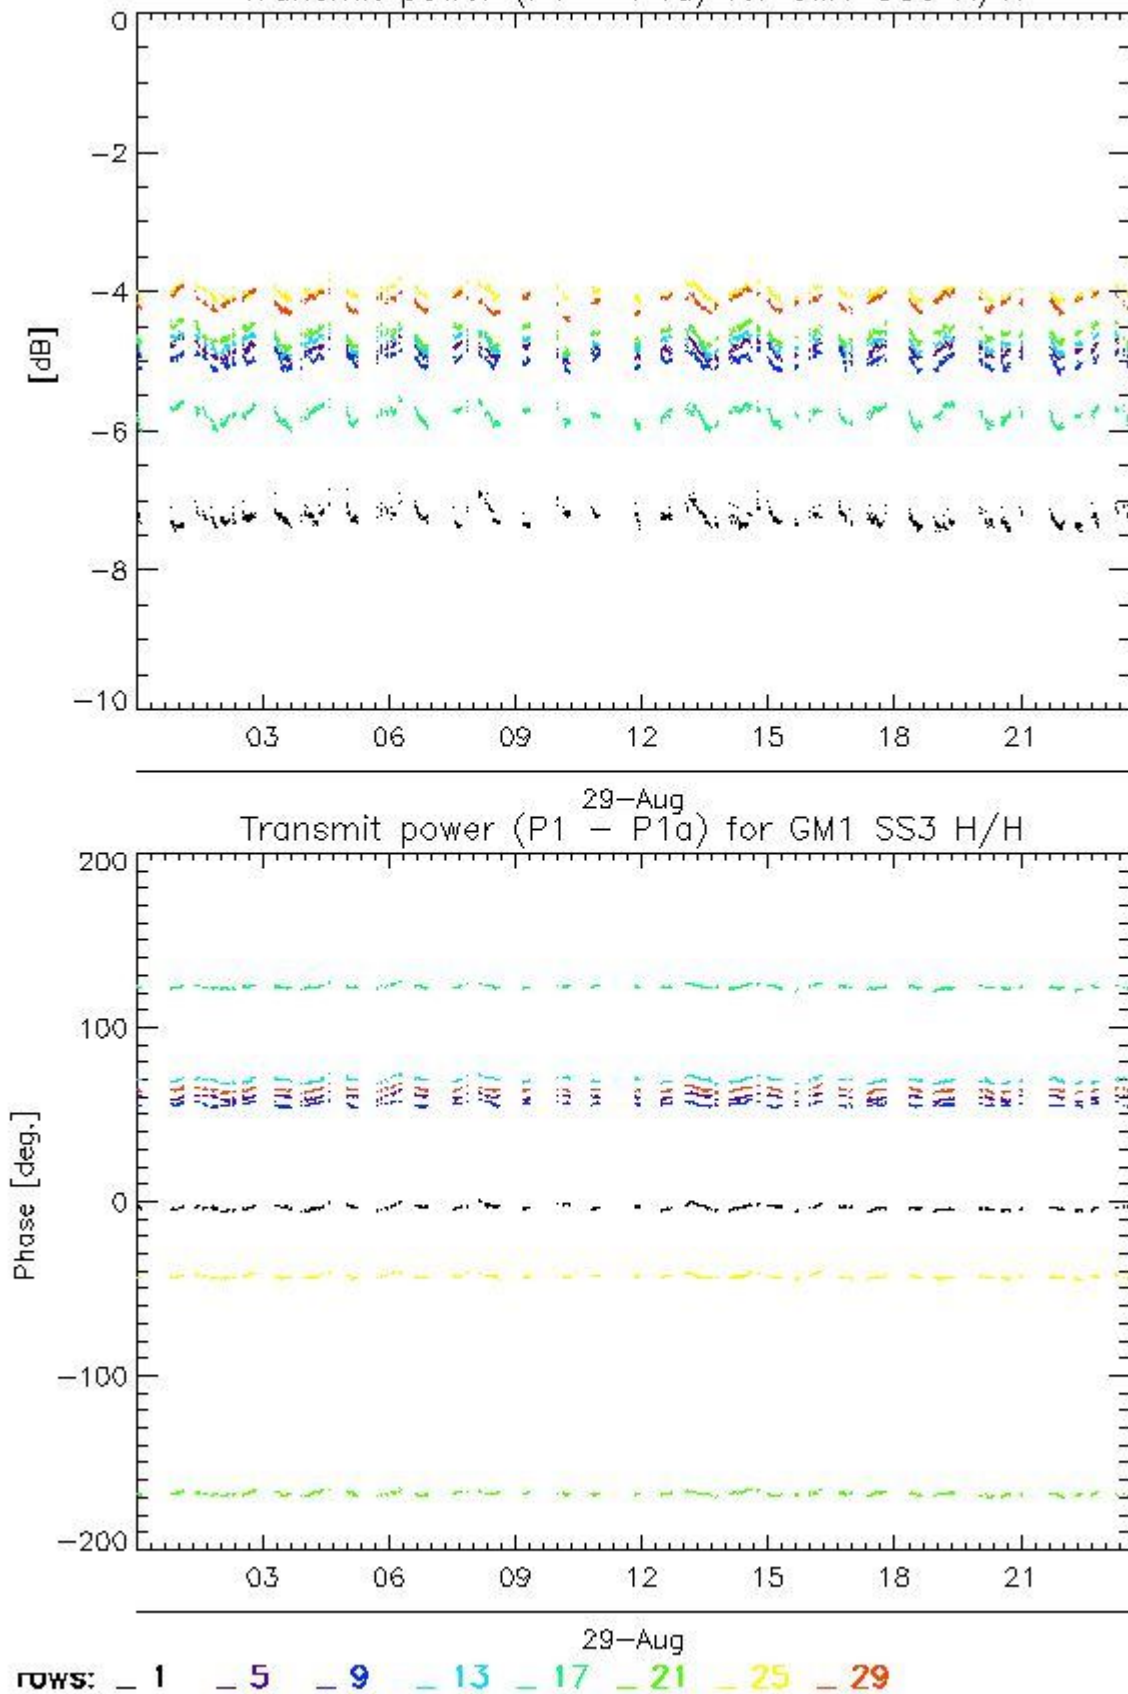 0
−2
−4
[dB]
−6
−8
−10
03 06 09 12 15 18 21
29−Aug
Transmit power (P1 − P1a) for GM1 SS3 H/H
200
100
Phase [deg.]
0
−100
−200
03 06 09 12 15 18 21
29−Aug
rows: _ 1 _ 5 _ 9 _ 13 _ 17 _ 21 _ 25 _ 29